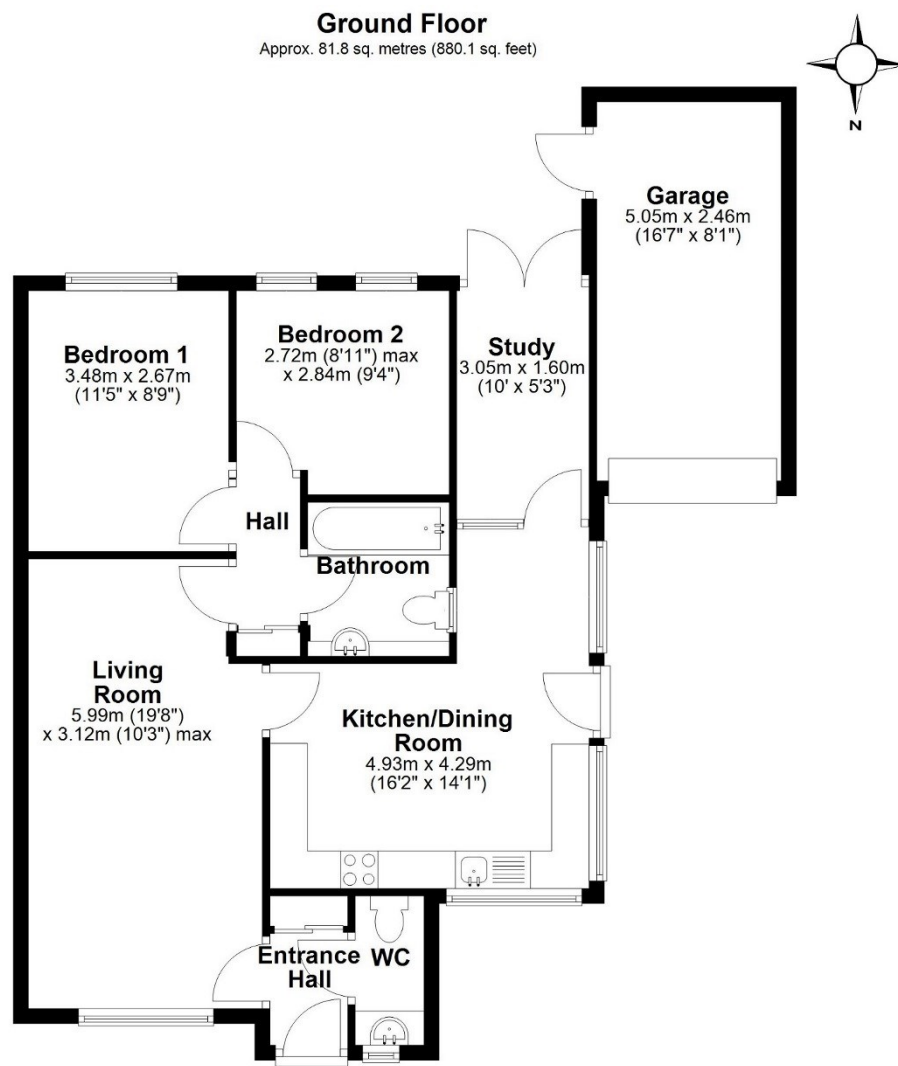 Ground Floor
Approx. 81.8 sq. metres (880.1 sq. feet)
N
Garage
5.05m x 2.46m
(16'7" x 8'1")
Bedroom 1
3.48m x 2.67m
(11'5" x 8'9")
Bedroom 2
2.72m (8'11") max
x 2.84m (9'4")
Study
3.05m x 1.60m
(10' x 5'3")
Hall
Bathroom
Living
Room
5.99m (19'8")
x 3.12m (10'3") max
Kitchen/Dining
Room
4.93m x 4.29m
(16'2" x 14'1")
Entrance
Hall
WC